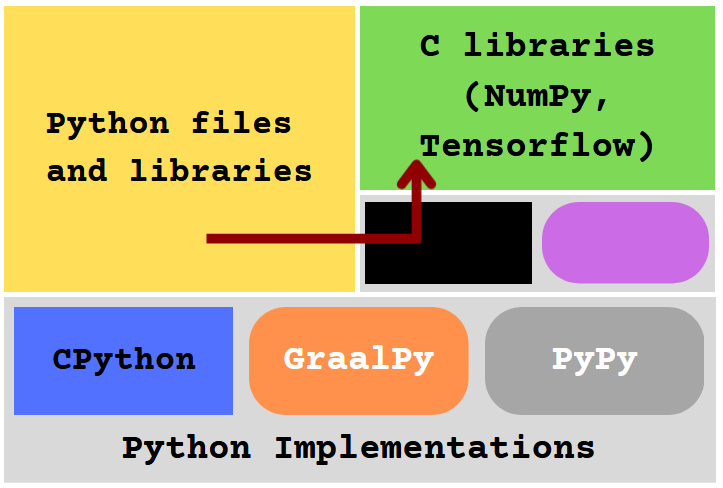 Python files
and libraries
C libraries
(NumPy,
Tensorflow)
CPython
GraalPy
PyPy
Python Implementations